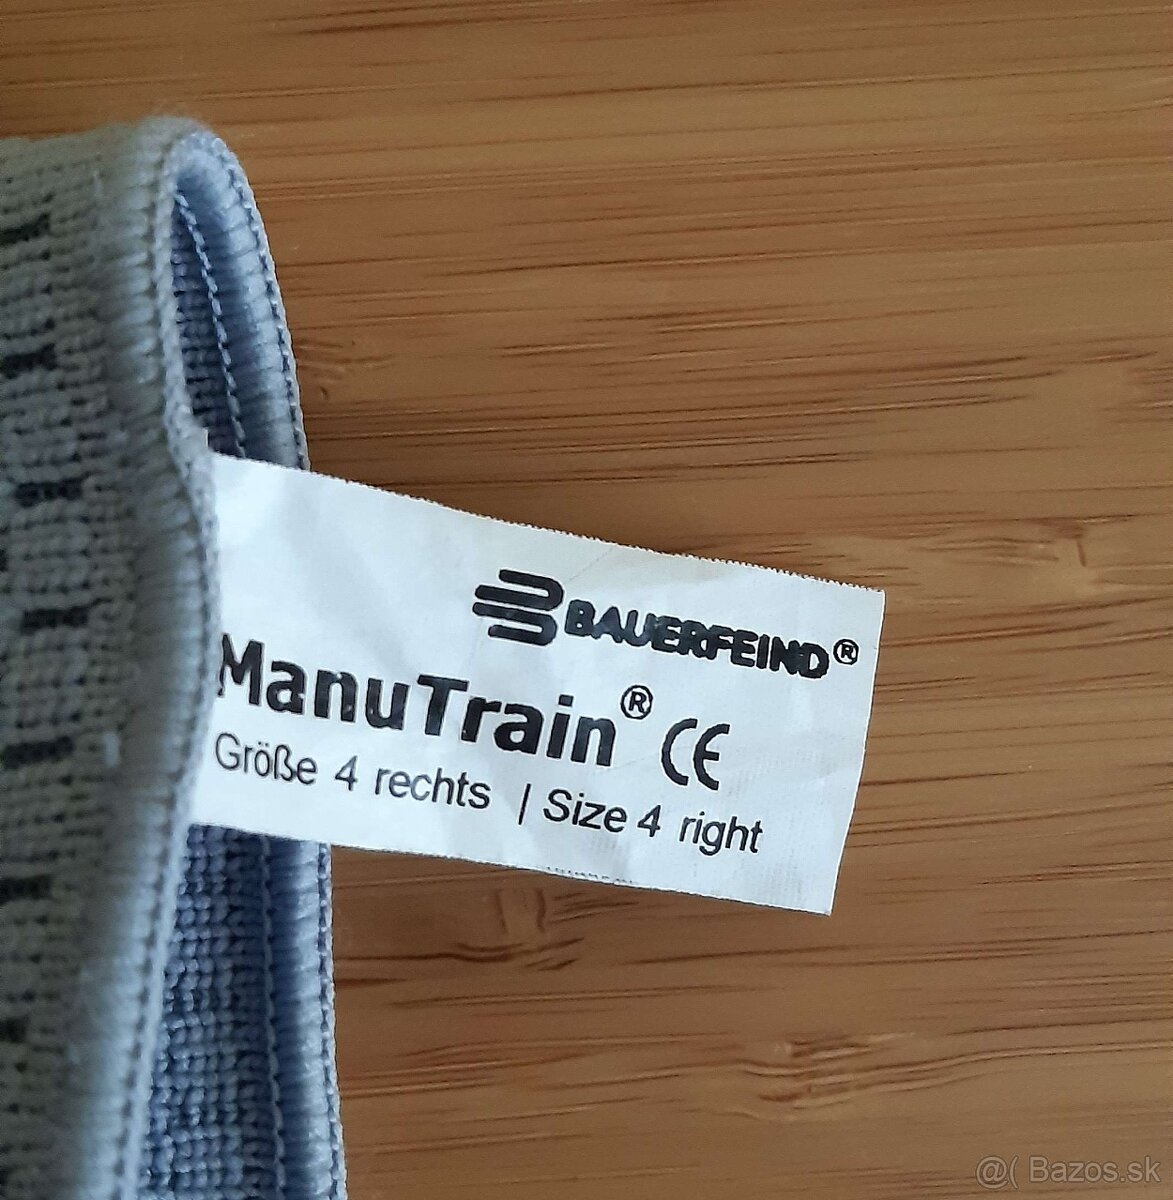 BAUERFEIND®
ManuTrain® CE
Größe 4 rechts | Size 4 right
@( Bazos.sk